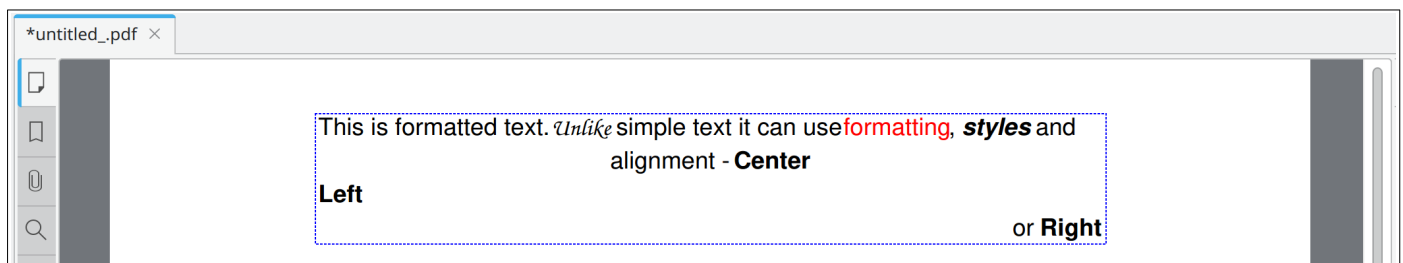 *untitled_.pdf
This is formatted text. Unlike simple text it can useformatting, styles and
alignment - Center
Left
or Right